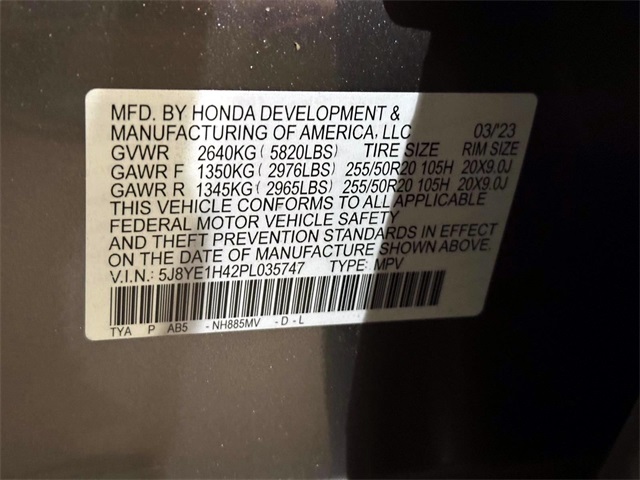 MFD. BY HONDA DEVELOPMENT &
MANUFACTURING OF AMERICA, LLC 03/'23
GVWR 2640KG( 5820LBS) TIRE SIZE RIM SIZE
GAWR F 1350KG( 2976LBS) 255/50R20 105H 20X9.0J
GAWR R 1345KG( 2965LBS) 255/50R20 105H 20X9.0J
THIS VEHICLE CONFORMS TO ALL APPLICABLE
FEDERAL MOTOR VEHICLE SAFETY
AND THEFT PREVENTION STANDARDS IN EFFECT
ON THE DATE OF MANUFACTURE SHOWN ABOVE.
V.I.N.: 5J8YE1H42PL035747 TYPE: MPV
TYA P AB5 -NH885MV -D-L